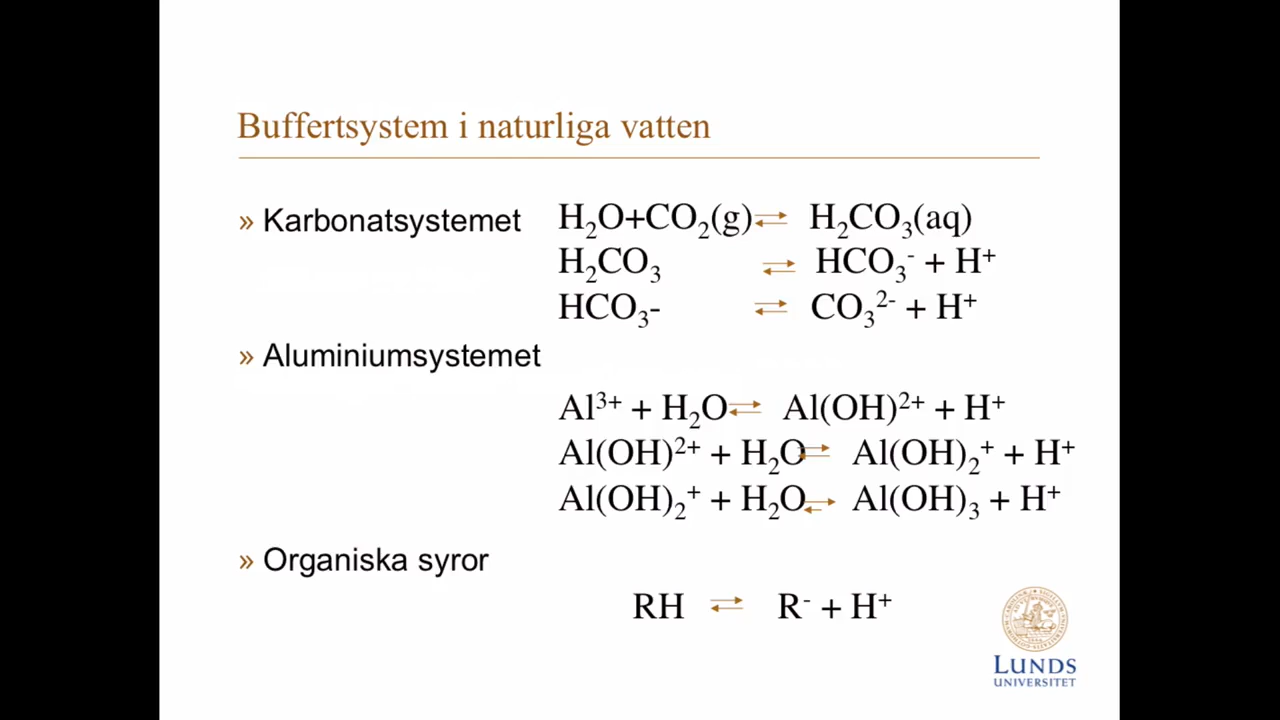 Buffertsystem i naturliga vatten
» Karbonatsystemet H₂O+CO₂(g) ⇄ H₂CO₃(aq)
H₂CO₃ ⇄ HCO₃⁻ + H⁺
HCO₃- ⇄ CO₃²⁻ + H⁺
» Aluminiumsystemet
Al³⁺ + H₂O ⇄ Al(OH)²⁺ + H⁺
Al(OH)²⁺ + H₂O ⇄ Al(OH)₂⁺ + H⁺
Al(OH)₂⁺ + H₂O ⇄ Al(OH)₃ + H⁺
» Organiska syror
RH ⇄ R⁻ + H⁺
LUNDS
UNIVERSITET